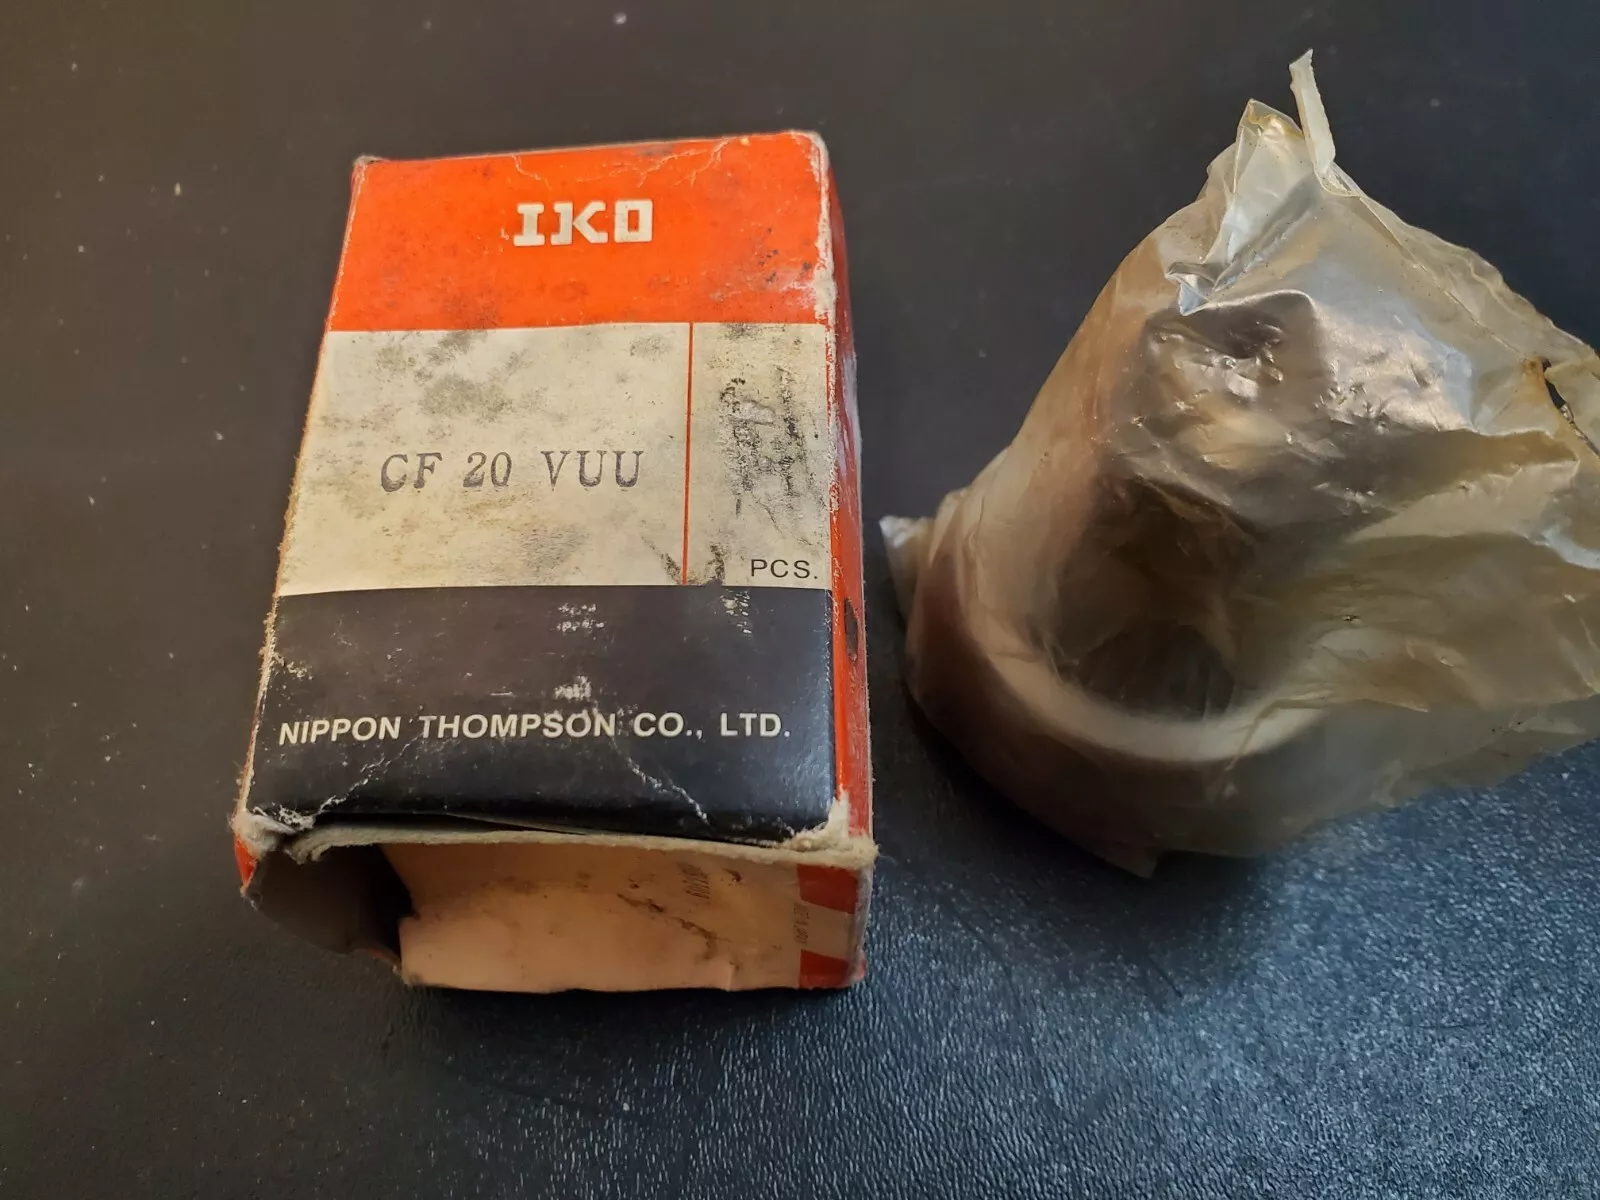 IKO
CF 20 VUU
PCS.
NIPPON THOMPSON CO., LTD.